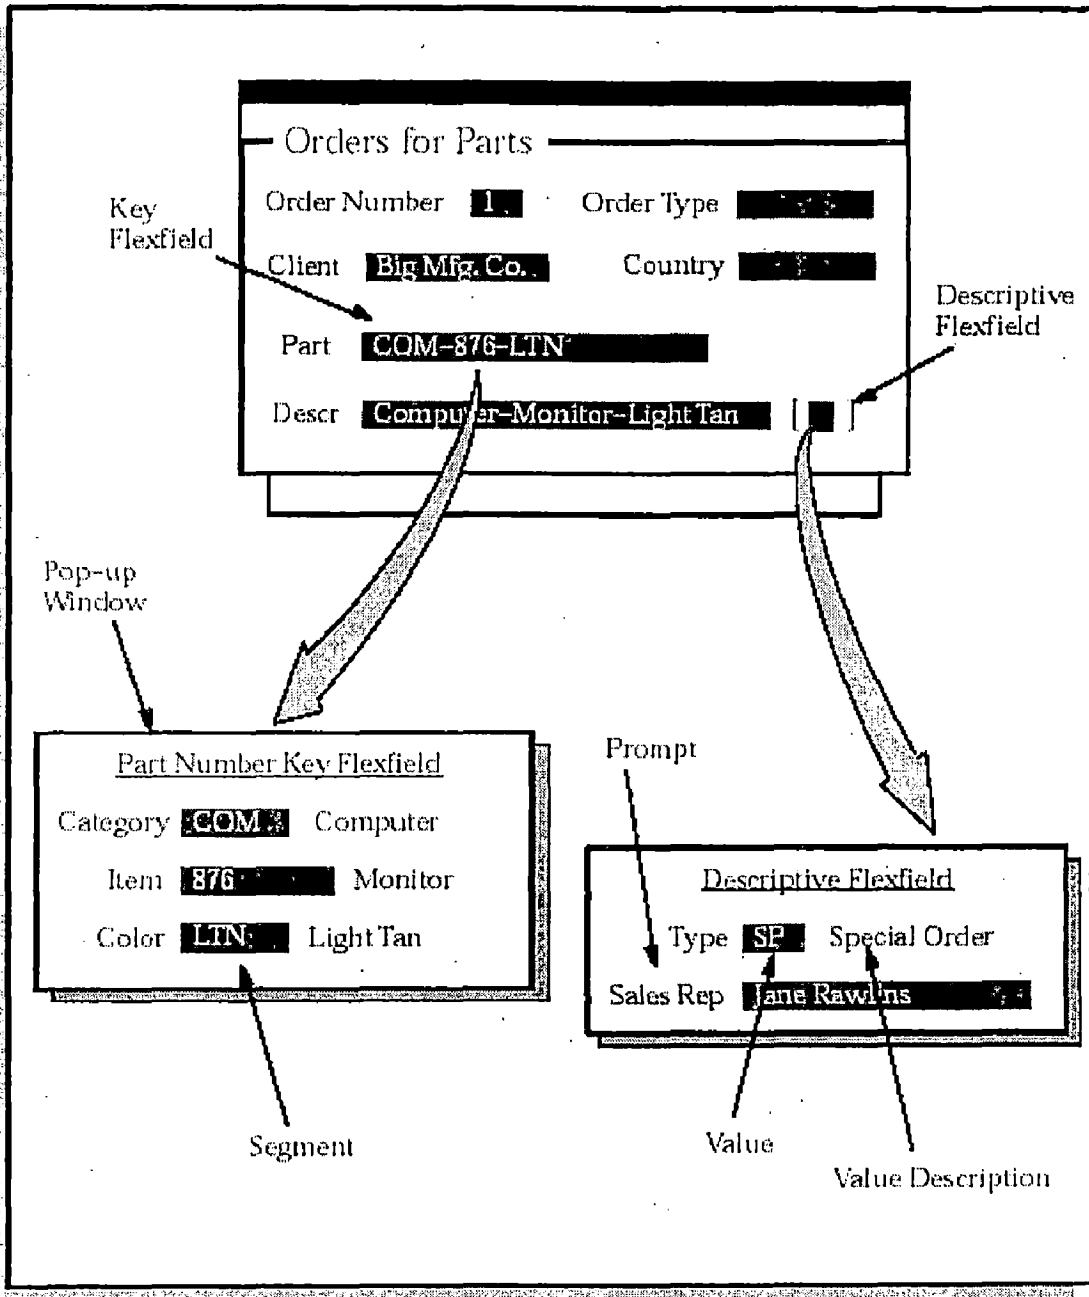 Orders for Parts
Order Number 1 Order Type
Key
Flexfield
Client Big Mfg. Co. Country
Descriptive
Flexfield
Part COM-876-LTN
Descr Computer-Monitor-Light Tan
Pop-up
Window
Part Number Key Flexfield
Category COM Computer
Item 876 Monitor
Color LTN Light Tan
Segment
Prompt
Descriptive Flexfield
Type SP Special Order
Sales Rep Jane Rawlins
Value
Value Description